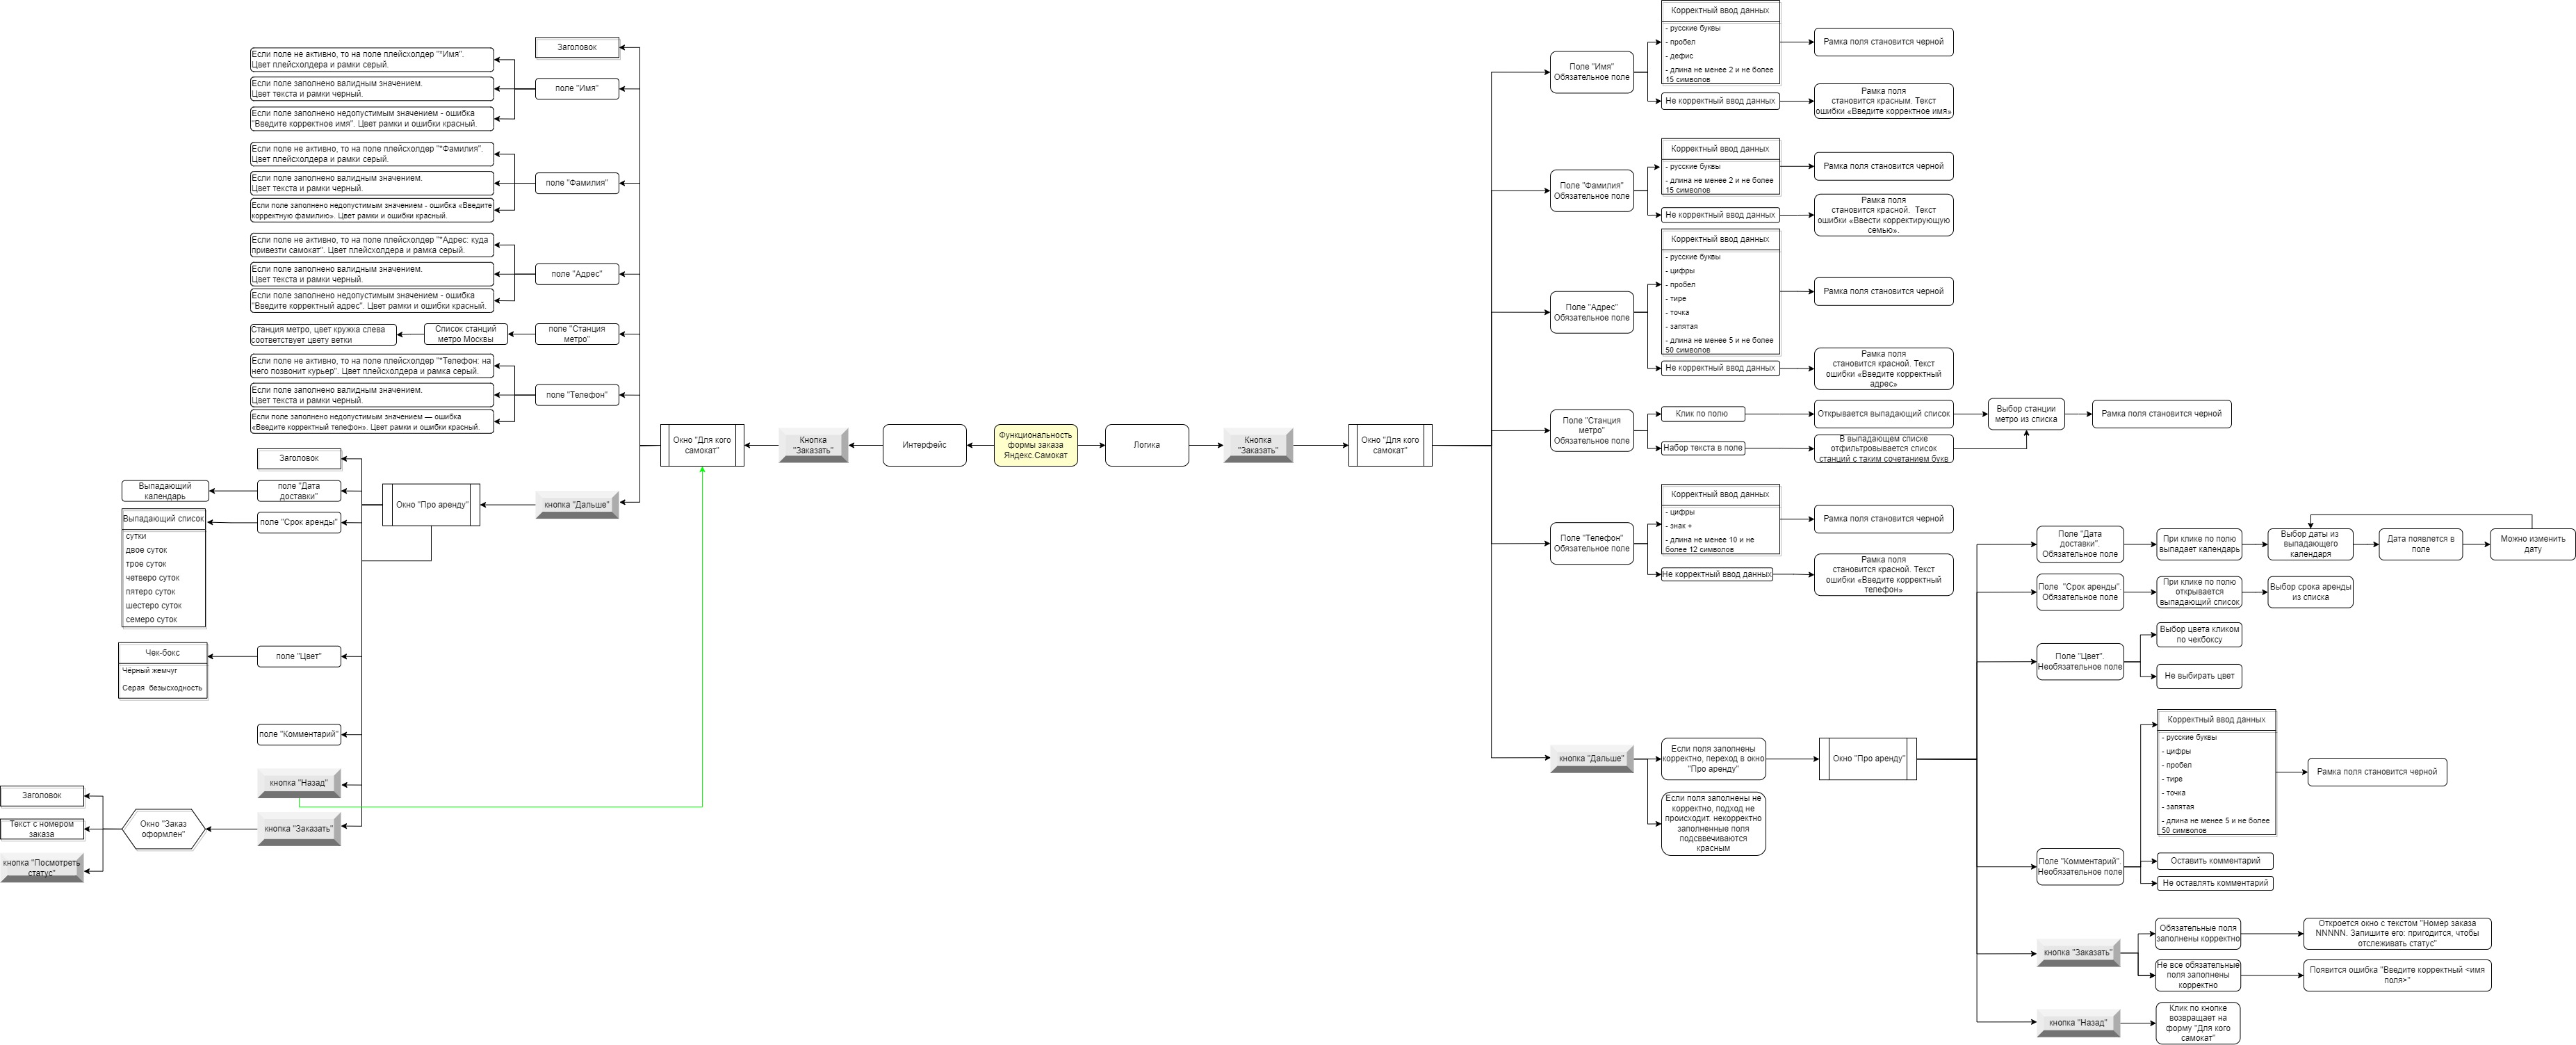 Заголовок
Если поле не активно, то на поле плейсхолдер "*Имя".
Цвет плейсхолдера и рамки серый.
Если поле заполнено валидным значением.
Цвет текста и рамки черный.
Если поле заполнено недопустимым значением - ошибка
"Введите корректное имя". Цвет рамки и ошибки красный.
поле "Имя"
Если поле не активно, то на поле плейсхолдер "*Фамилия".
Цвет плейсхолдера и рамки серый.
Если поле заполнено валидным значением.
Цвет текста и рамки черный.
Если поле заполнено недопустимым значением - ошибка «Введите
корректную фамилию». Цвет рамки и ошибки красный.
поле "Фамилия"
Если поле не активно, то на поле плейсхолдер "*Адрес: куда
привезти самокат". Цвет плейсхолдера и рамка серый.
Если поле заполнено валидным значением.
Цвет текста и рамки черный.
Если поле заполнено недопустимым значением - ошибка
"Введите корректный адрес". Цвет рамки и ошибки красный.
поле "Адрес"
Станция метро, цвет кружка слева
соответствует цвету ветки
Список станций
метро Москвы
поле "Станция
метро"
Если поле не активно, то на поле плейсхолдер "*Телефон: на
него позвонит курьер". Цвет плейсхолдера и рамка серый.
Если поле заполнено валидным значением.
Цвет текста и рамки черный.
Если поле заполнено недопустимым значением — ошибка
«Введите корректный телефон». Цвет рамки и ошибки красный.
поле "Телефон"
Окно "Для кого
самокат"
Кнопка
"Заказать"
Интерфейс
Функциональность
формы заказа
Яндекс.Самокат
Логика
Кнопка
"Заказать"
Окно "Для кого
самокат"
Заголовок
Выпадающий
календарь
поле "Дата
доставки"
Окно "Про аренду"
кнопка "Дальше"
Выпадающий список
сутки
двое суток
трое суток
четверо суток
пятеро суток
шестеро суток
семеро суток
поле "Срок аренды"
Чек-бокс
Чёрный жемчуг
Серая безысходность
поле "Цвет"
поле "Комментарий"
кнопка "Назад"
кнопка "Заказать"
Окно "Заказ
оформлен"
Заголовок
Текст с номером
заказа
кнопка "Посмотреть
статус"
Поле "Имя"
Обязательное поле
Корректный ввод данных
- русские буквы
- пробел
- дефис
- длина не менее 2 и не более
15 символов
Рамка поля становится черной
Не корректный ввод данных
Рамка поля
становится красным. Текст
ошибки «Введите корректное имя»
Поле "Фамилия"
Обязательное поле
Корректный ввод данных
- русские буквы
- длина не менее 2 и не более
15 символов
Рамка поля становится черной
Не корректный ввод данных
Рамка поля
становится красной. Текст
ошибки «Ввести корректирующую
семью».
Поле "Адрес"
Обязательное поле
Корректный ввод данных
- русские буквы
- цифры
- пробел
- тире
- точка
- запятая
- длина не менее 5 и не более
50 символов
Рамка поля становится черной
Не корректный ввод данных
Рамка поля
становится красной. Текст
ошибки «Введите корректный
адрес»
Поле "Станция
метро"
Обязательное поле
Клик по полю
Открывается выпадающий список
Выбор станции
метро из списка
Рамка поля становится черной
Набор текста в поле
В выпадающем списке
отфильтровывается список
станций с таким сочетанием букв
Поле "Телефон"
Обязательное поле
Корректный ввод данных
- цифры
- знак +
- длина не менее 10 и не
более 12 символов
Рамка поля становится черной
Не корректный ввод данных
Рамка поля
становится красной. Текст
ошибки «Введите корректный
телефон»
кнопка "Дальше"
Если поля заполнены
корректно, переход в окно
"Про аренду"
Если поля заполнены не
корректно, подход не
происходит. некорректно
заполненные поля
подсввечиваются
красным
Окно "Про аренду"
Поле "Дата
доставки".
Обязательное поле
При клике по полю
выпадает календарь
Выбор даты из
выпадающего
календаря
Дата появлется в
поле
Можно изменить
дату
Поле "Срок аренды".
Обязательное поле
При клике по полю
открывается
выпадающий список
Выбор срока аренды
из списка
Поле "Цвет".
Необязательное поле
Выбор цвета кликом
по чекбоксу
Не выбирать цвет
Корректный ввод данных
- русские буквы
- цифры
- пробел
- тире
- точка
- запятая
- длина не менее 5 и не более
50 символов
Рамка поля становится черной
Поле "Комментарий".
Необязательное поле
Оставить комментарий
Не оставлять комментарий
кнопка "Заказать"
Обязательные поля
заполнены корректно
Откроется окно с текстом "Номер заказа
NNNNN. Запишите его: пригодится, чтобы
отслеживать статус"
Не все обязательные
поля заполнены
корректно
Появится ошибка "Введите корректный <имя
поля>"
кнопка "Назад"
Клик по кнопке
возвращает на
форму "Для кого
самокат"